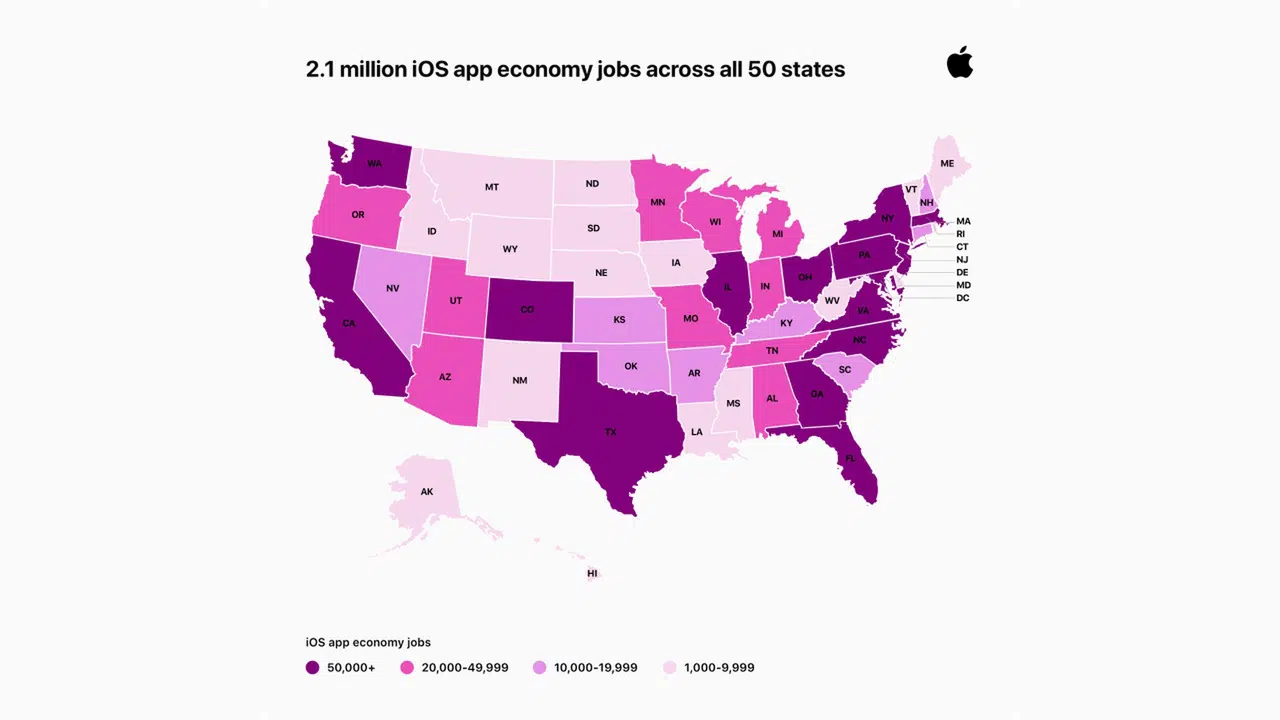 2.1 million iOS app economy jobs across all 50 states
WA
MT
ND
MN
ME
VT
NH
OR
ID
SD
WI
MI
NY
MA
RI
CT
NJ
DE
MD
DC
WY
IA
PA
NV
UT
CO
NE
IL
IN
OH
WV
VA
CA
KS
MO
KY
NC
AZ
NM
OK
AR
TN
SC
TX
LA
MS
AL
GA
FL
AK
HI
iOS app economy jobs
50,000+ 20,000-49,999 10,000-19,999 1,000-9,999